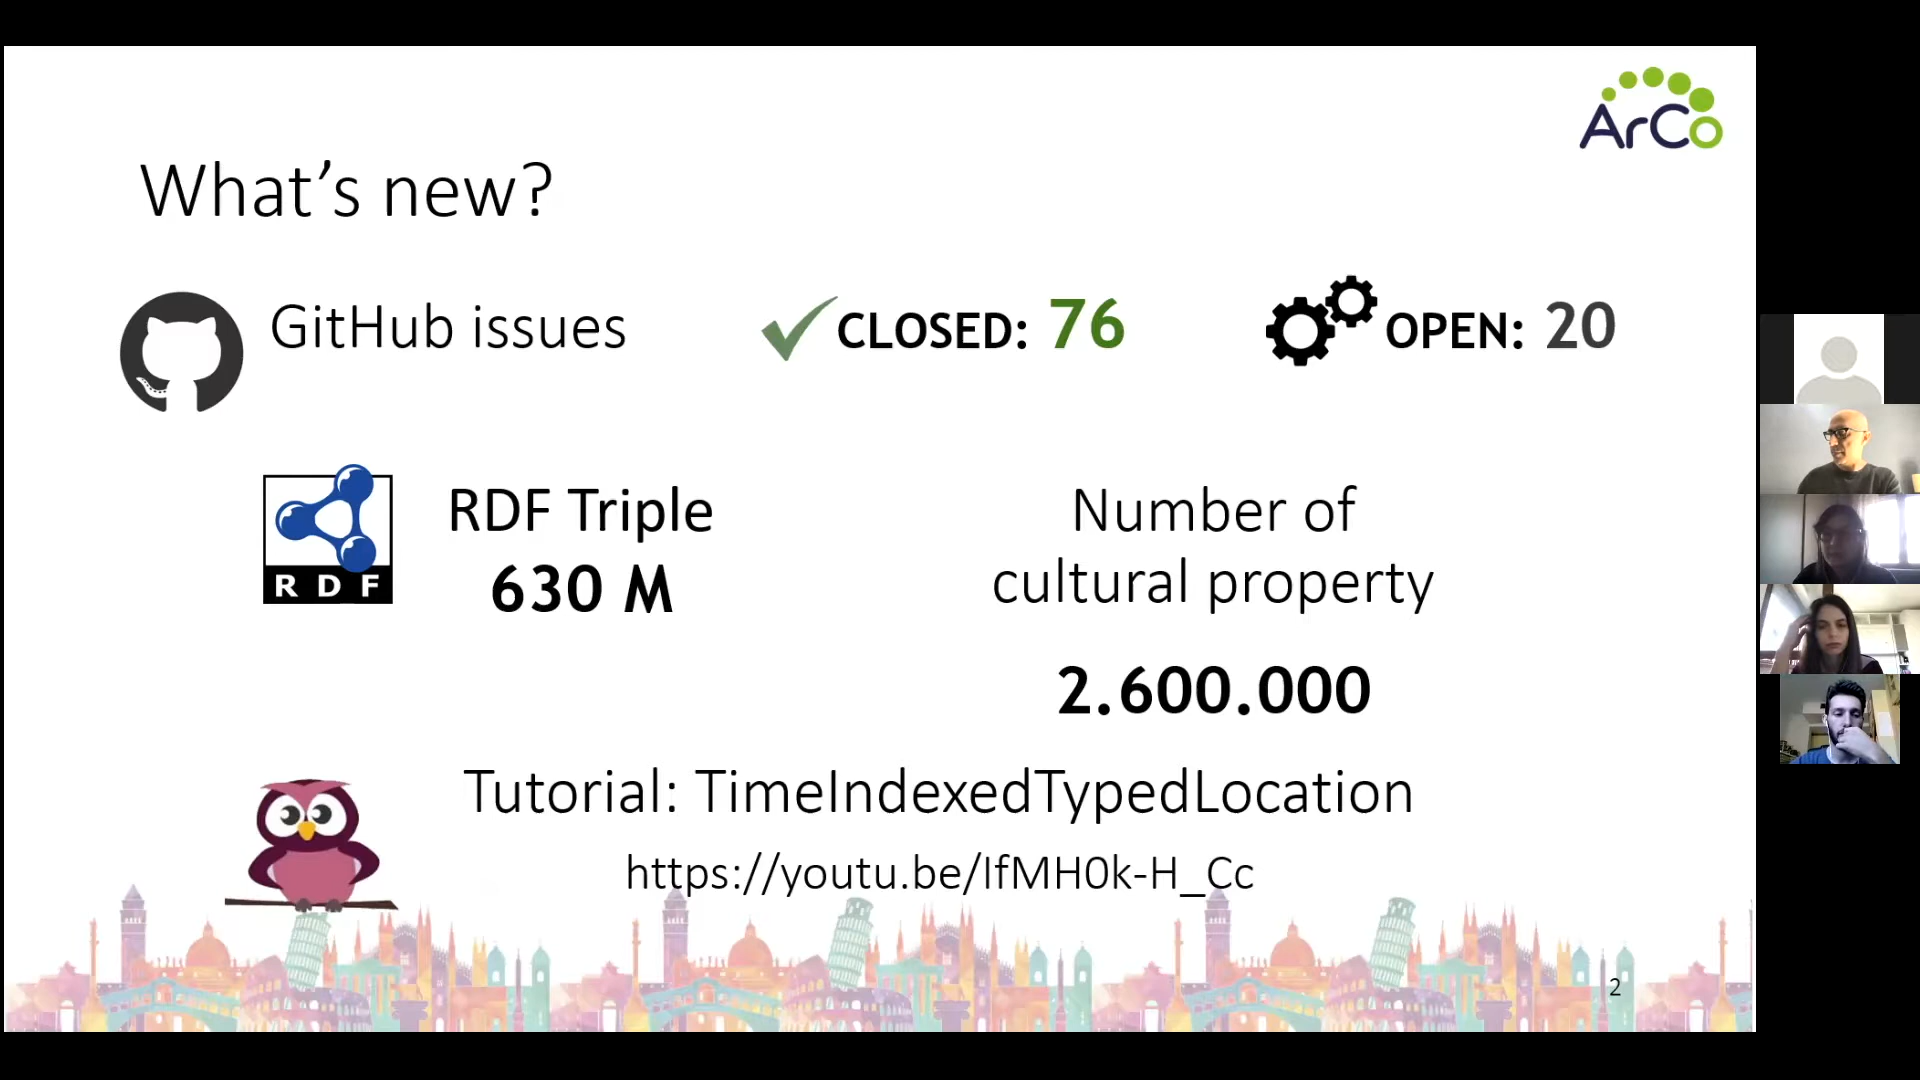 ArCo
What’s new?
GitHub issues
CLOSED: 76
OPEN: 20
RDF
RDF Triple
630 M
Number of
cultural property
2.600.000
Tutorial: TimeIndexedTypedLocation
https://youtu.be/IfMH0k-H_Cc
2